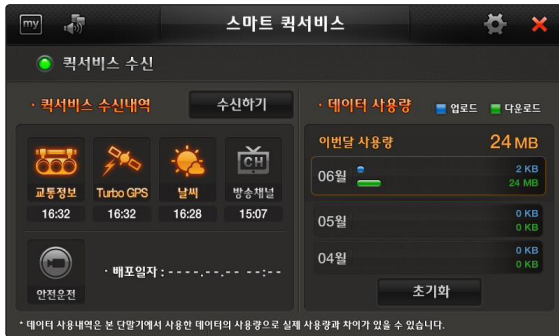 my 스마트 퀵서비스
퀵서비스 수신
· 퀵서비스 수신내역 수신하기 · 데이터 사용량 업로드 다운로드
이번달 사용량 24 MB
06월 2 KB
24 MB
CH
교통정보 Turbo GPS 날씨 방송채널
16:32 16:32 16:28 15:07
05월 0 KB
0 KB
04월 0 KB
0 KB
· 배포일자 : - - - - . - - . - - - - : - -
안전운전 초기화
* 데이터 사용내역은 본 단말기에서 사용한 데이터의 사용량으로 실제 사용량과 차이가 있을 수 있습니다.